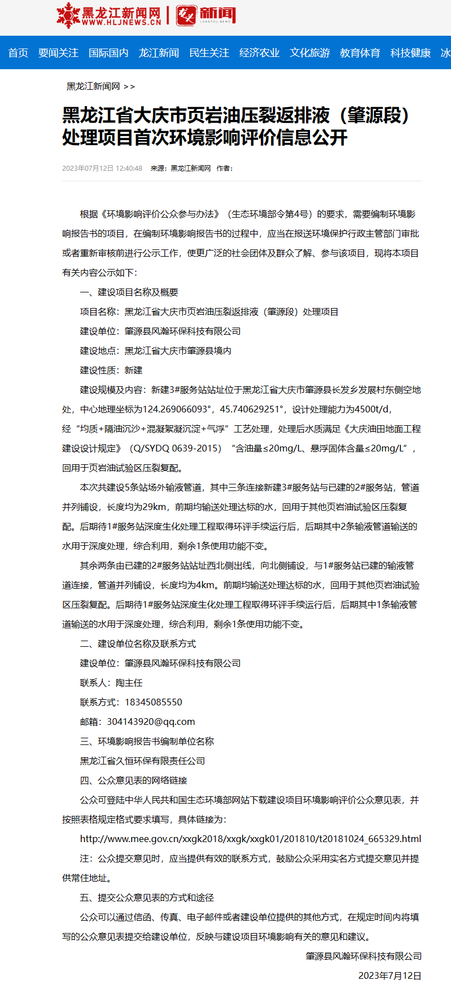 黑龙江新闻网
WWW.HLJNEWS.CN
龙头
新闻
LONGTOU NEWS
首页 要闻关注 国际国内 龙江新闻 民生关注 经济农业 文化旅游 教育体育 科技健康 冰
黑龙江新闻网 >>
黑龙江省大庆市页岩油压裂返排液（肇源段）
处理项目首次环境影响评价信息公开
2023年07月12日 12:40:48 来源：黑龙江新闻网 作者：
根据《环境影响评价公众参与办法》（生态环境部令第4号）的要求，需要编制环境影
响报告书的项目，在编制环境影响报告书的过程中，应当在报送环境保护行政主管部门审批
或者重新审核前进行公示工作，使更广泛的社会团体及群众了解、参与该项目，现将本项目
有关内容公示如下：
一、建设项目名称及概要
项目名称：黑龙江省大庆市页岩油压裂返排液（肇源段）处理项目
建设单位：肇源县风瀚环保科技有限公司
建设地点：黑龙江省大庆市肇源县境内
建设性质：新建
建设规模及内容：新建3#服务站站址位于黑龙江省大庆市肇源县长发乡发展村东侧空地
处，中心地理坐标为124.269066093°，45.740629251°，设计处理能力为4500t/d，
经“均质+隔油沉沙+混凝絮凝沉淀+气浮”工艺处理，处理后水质满足《大庆油田地面工程
建设设计规定》（Q/SYDQ 0639-2015）“含油量≤20mg/L、悬浮固体含量≤20mg/L”，
回用于页岩油试验区压裂复配。
本次共建设5条站场外输液管道，其中三条连接新建3#服务站与已建的2#服务站，管道
并列铺设，长度均为29km，前期均输送处理达标的水，回用于其他页岩油试验区压裂复
配。后期待1#服务站深度生化处理工程取得环评手续运行后，后期其中2条输液管道输送的
水用于深度处理，综合利用，剩余1条使用功能不变。
其余两条由已建的2#服务站站址西北侧出线，向北侧铺设，与1#服务站已建的输液管
道连接，管道并列铺设，长度均为4km。前期均输送处理达标的水，回用于其他页岩油试验
区压裂复配。后期待1#服务站深度生化处理工程取得环评手续运行后，后期其中1条输液管
道输送的水用于深度处理，综合利用，剩余1条使用功能不变。
二、建设单位名称及联系方式
建设单位：肇源县风瀚环保科技有限公司
联系人：陶主任
联系方式：18345085550
邮箱：304143920@qq.com
三、环境影响报告书编制单位名称
黑龙江省久恒环保有限责任公司
四、公众意见表的网络链接
公众可登陆中华人民共和国生态环境部网站下载建设项目环境影响评价公众意见表，并
按照表格规定格式要求填写，具体链接为：
http://www.mee.gov.cn/xxgk2018/xxgk/xxgk01/201810/t20181024_665329.html
注：公众提交意见时，应当提供有效的联系方式，鼓励公众采用实名方式提交意见并提
供常住地址。
五、提交公众意见表的方式和途径
公众可以通过信函、传真、电子邮件或者建设单位提供的其他方式，在规定时间内将填
写的公众意见表提交给建设单位，反映与建设项目环境影响有关的意见和建议。
肇源县风瀚环保科技有限公司
2023年7月12日